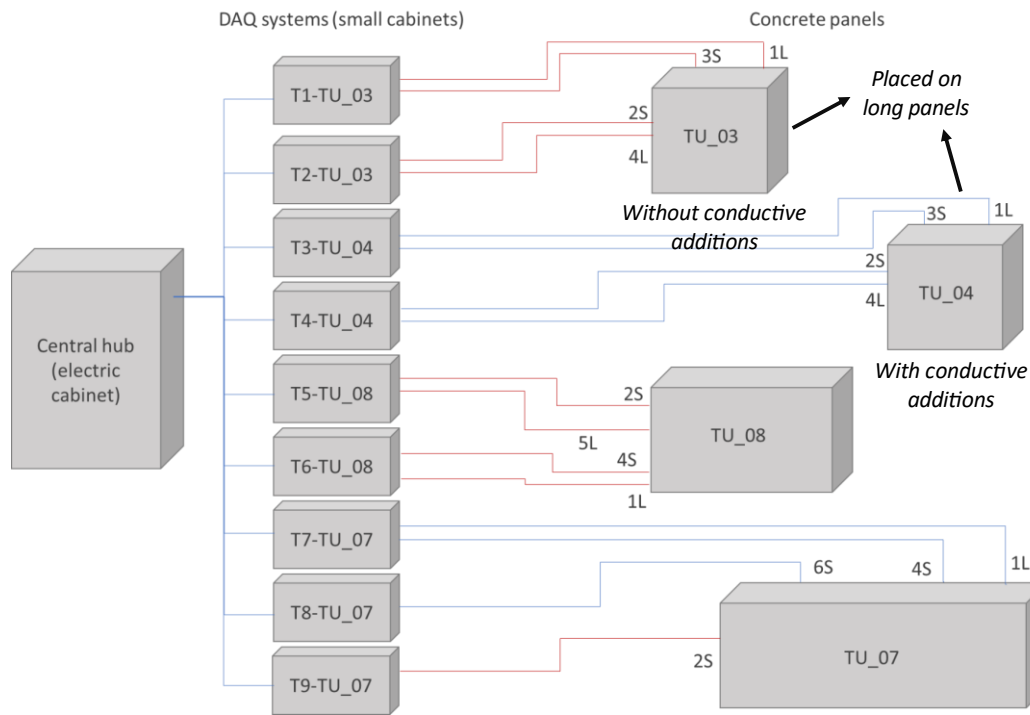 DAQ systems (small cabinets)
Concrete panels
T1-TU_03
T2-TU_03
T3-TU_04
T4-TU_04
T5-TU_08
T6-TU_08
T7-TU_07
T8-TU_07
T9-TU_07
Central hub
(electric
cabinet)
3S
1L
2S
4L
TU_03
Placed on
long panels
Without conductive
additions
3S
1L
2S
4L
TU_04
With conductive
additions
2S
5L
4S
1L
TU_08
6S
4S
1L
2S
TU_07